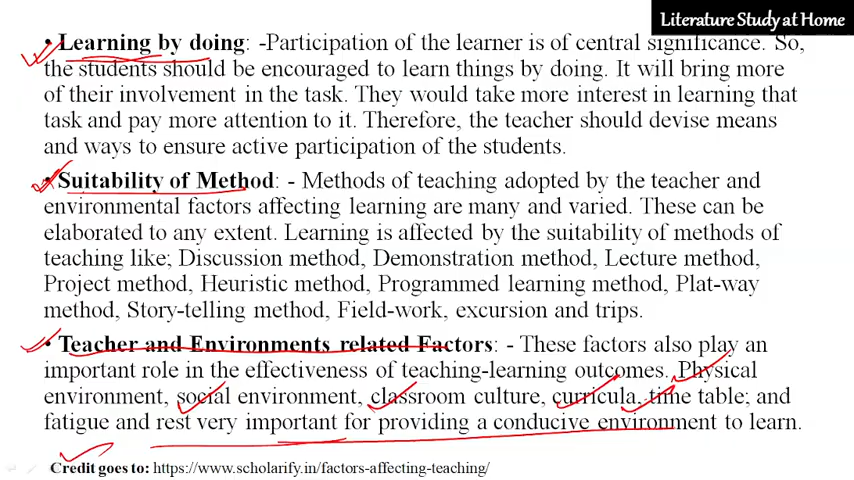 Literature Study at Home
• Learning by doing: -Participation of the learner is of central significance. So,
the students should be encouraged to learn things by doing. It will bring more
of their involvement in the task. They would take more interest in learning that
task and pay more attention to it. Therefore, the teacher should devise means
and ways to ensure active participation of the students.
• Suitability of Method: - Methods of teaching adopted by the teacher and
environmental factors affecting learning are many and varied. These can be
elaborated to any extent. Learning is affected by the suitability of methods of
teaching like; Discussion method, Demonstration method, Lecture method,
Project method, Heuristic method, Programmed learning method, Plat-way
method, Story-telling method, Field-work, excursion and trips.
• Teacher and Environments related Factors: - These factors also play an
important role in the effectiveness of teaching-learning outcomes. Physical
environment, social environment, classroom culture, curricula, time table; and
fatigue and rest very important for providing a conducive environment to learn.
Credit goes to: https://www.scholarify.in/factors-affecting-teaching/